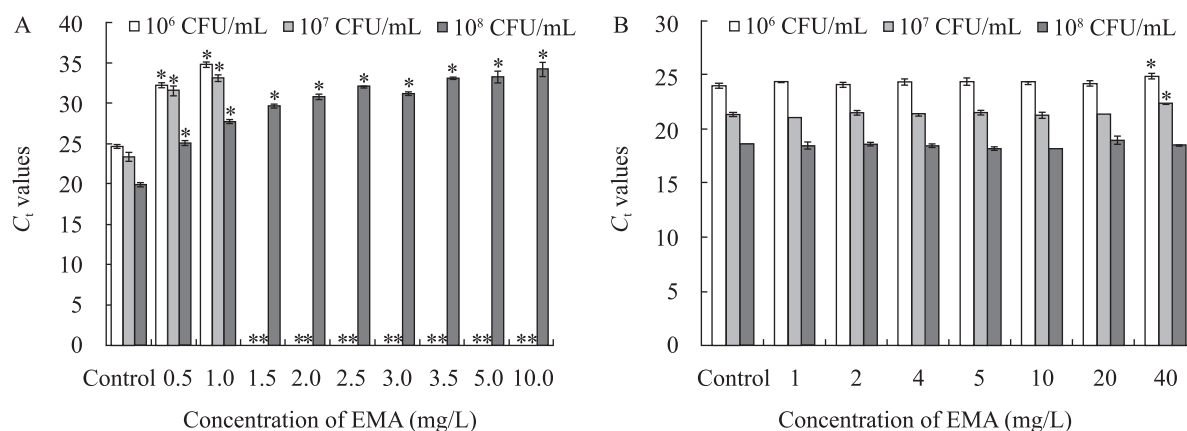 A
10⁶ CFU/mL 10⁷ CFU/mL 10⁸ CFU/mL
40
35
30
25
20
15
10
5
0
Cₜ values
* * * * * * * * * * * * *
** ** ** ** ** ** **
Control 0.5 1.0 1.5 2.0 2.5 3.0 3.5 5.0 10.0
Concentration of EMA (mg/L)
B
10⁶ CFU/mL 10⁷ CFU/mL 10⁸ CFU/mL
30
25
20
15
10
5
0
Cₜ values
* *
Control 1 2 4 5 10 20 40
Concentration of EMA (mg/L)